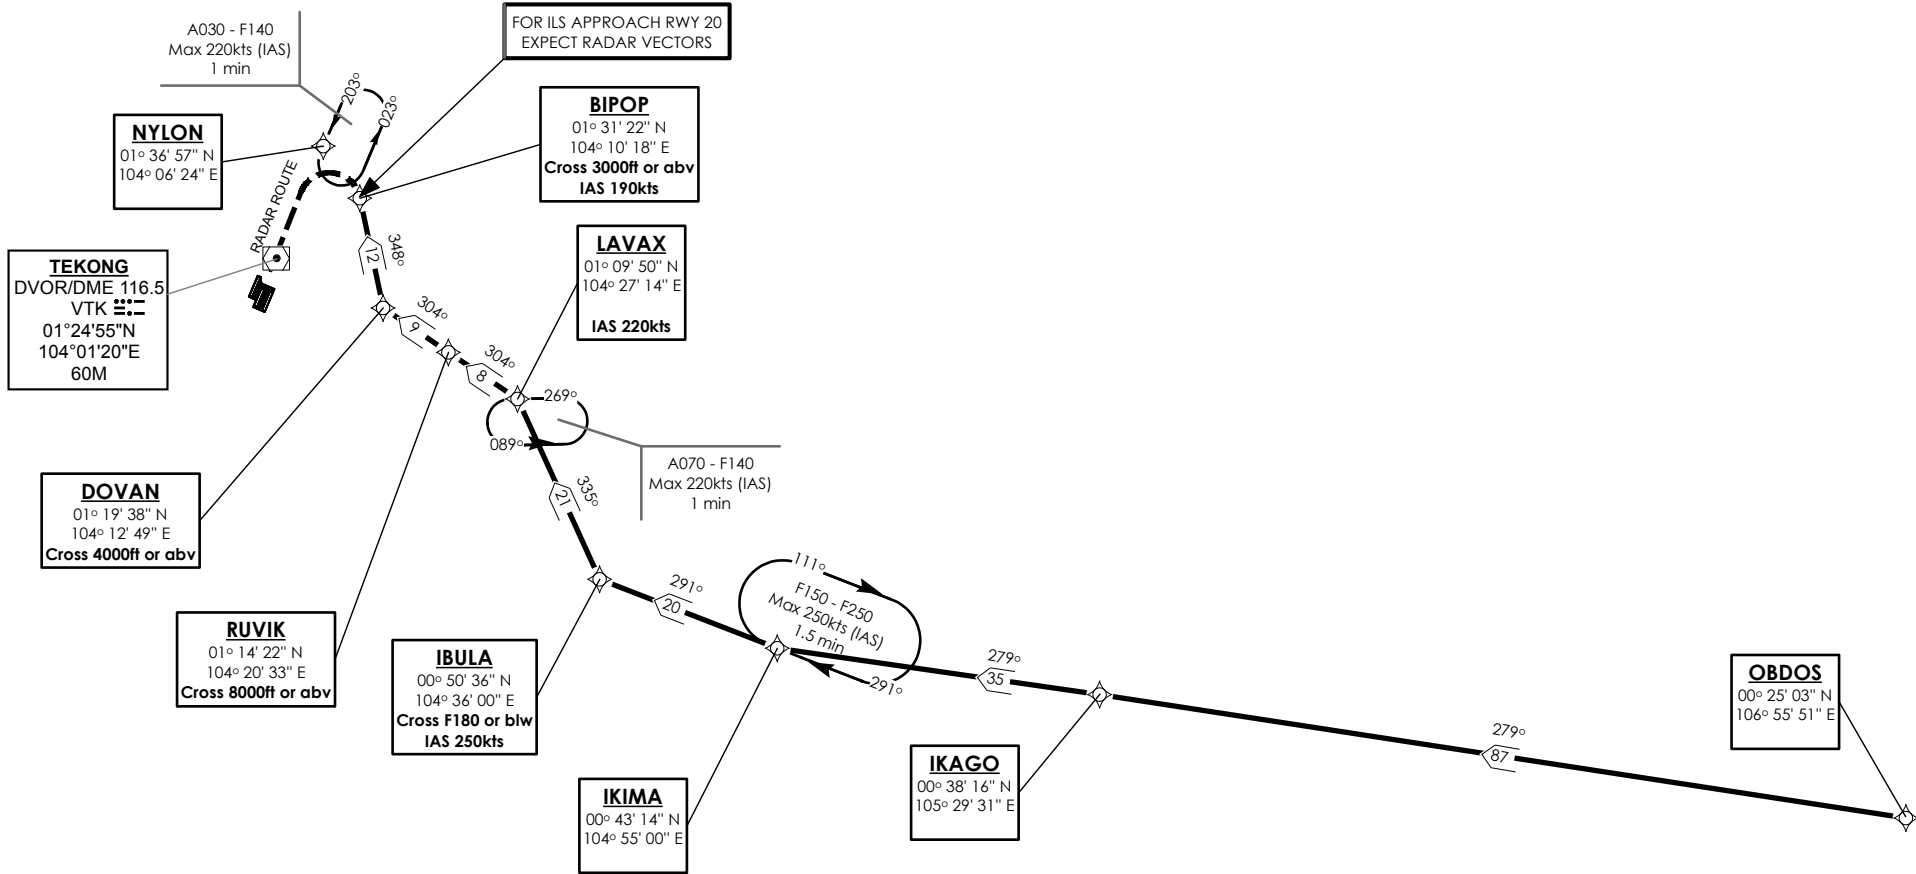 A030 - F140
Max 220kts (IAS)
1 min
FOR ILS APPROACH RWY 20
EXPECT RADAR VECTORS
203°
023°
NYLON
01° 36' 57" N
104° 06' 24" E
BIPOP
01° 31' 22" N
104° 10' 18" E
Cross 3000ft or abv
IAS 190kts
RADAR ROUTE
TEKONG
DVOR/DME 116.5
VTK
01°24'55"N
104°01'20"E
60M
348°
12
LAVAX
01° 09' 50" N
104° 27' 14" E
IAS 220kts
304°
9
304°
8
269°
089°
A070 - F140
Max 220kts (IAS)
1 min
335°
21
DOVAN
01° 19' 38" N
104° 12' 49" E
Cross 4000ft or abv
RUVIK
01° 14' 22" N
104° 20' 33" E
Cross 8000ft or abv
291°
20
111°
F150 - F250
Max 250kts (IAS)
1.5 min
291°
IBULA
00° 50' 36" N
104° 36' 00" E
Cross F180 or blw
IAS 250kts
279°
35
IKIMA
00° 43' 14" N
104° 55' 00" E
IKAGO
00° 38' 16" N
105° 29' 31" E
279°
87
OBDOS
00° 25' 03" N
106° 55' 51" E